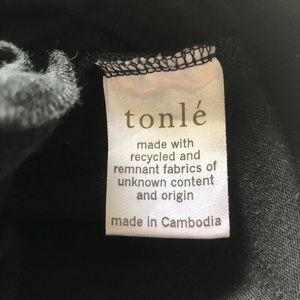 tonlé
made with
recycled and
remnant fabrics of
unknown content
and origin
made in Cambodia